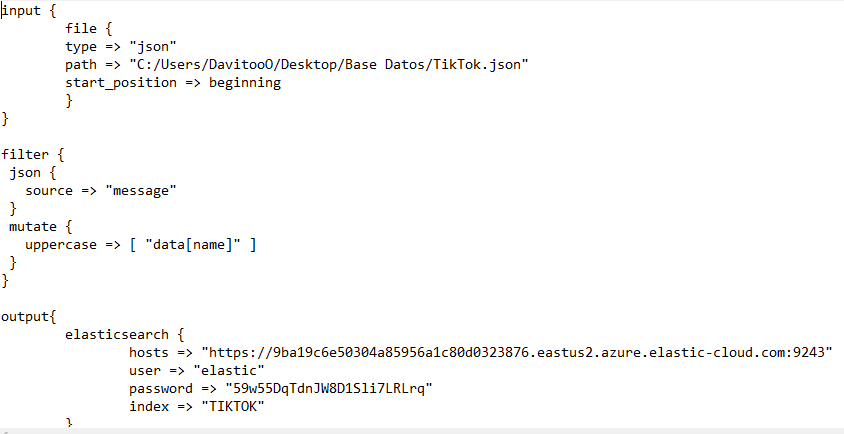 input {
file {
type => "json"
path => "C:/Users/DavitooO/Desktop/Base Datos/TikTok.json"
start_position => beginning
}
}
filter {
json {
source => "message"
}
mutate {
uppercase => [ "data[name]" ]
}
}
output{
elasticsearch {
hosts => "https://9ba19c6e50304a85956a1c80d0323876.eastus2.azure.elastic-cloud.com:9243"
user => "elastic"
password => "59w55DqTdnJW8D1Sli7LRLrq"
index => "TIKTOK"
}